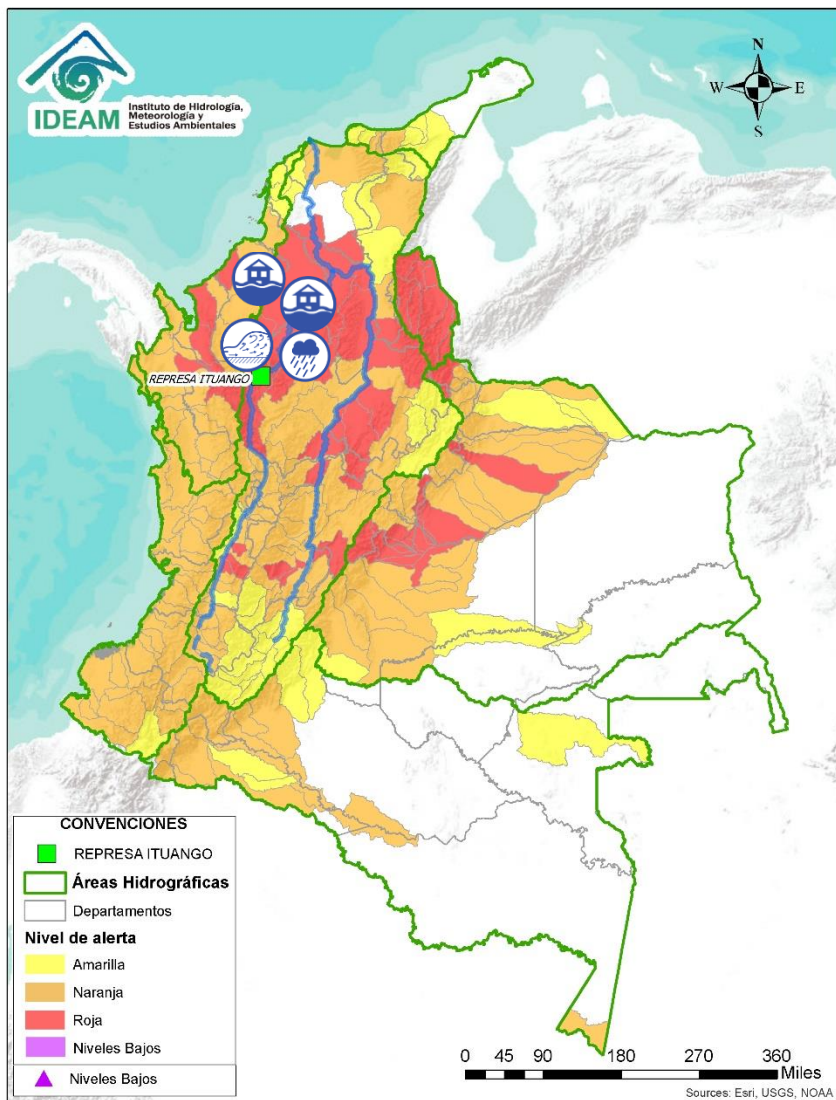 IDEAM
Instituto de Hidrología,
Meteorología y
Estudios Ambientales
N
W
E
S
REPRESA ITUANGO
CONVENCIONES
REPRESA ITUANGO
Áreas Hidrográficas
Departamentos
Nivel de alerta
Amarilla
Naranja
Roja
Niveles Bajos
Niveles Bajos
0 45 90 180 270 360
Miles
Sources: Esri, USGS, NOAA